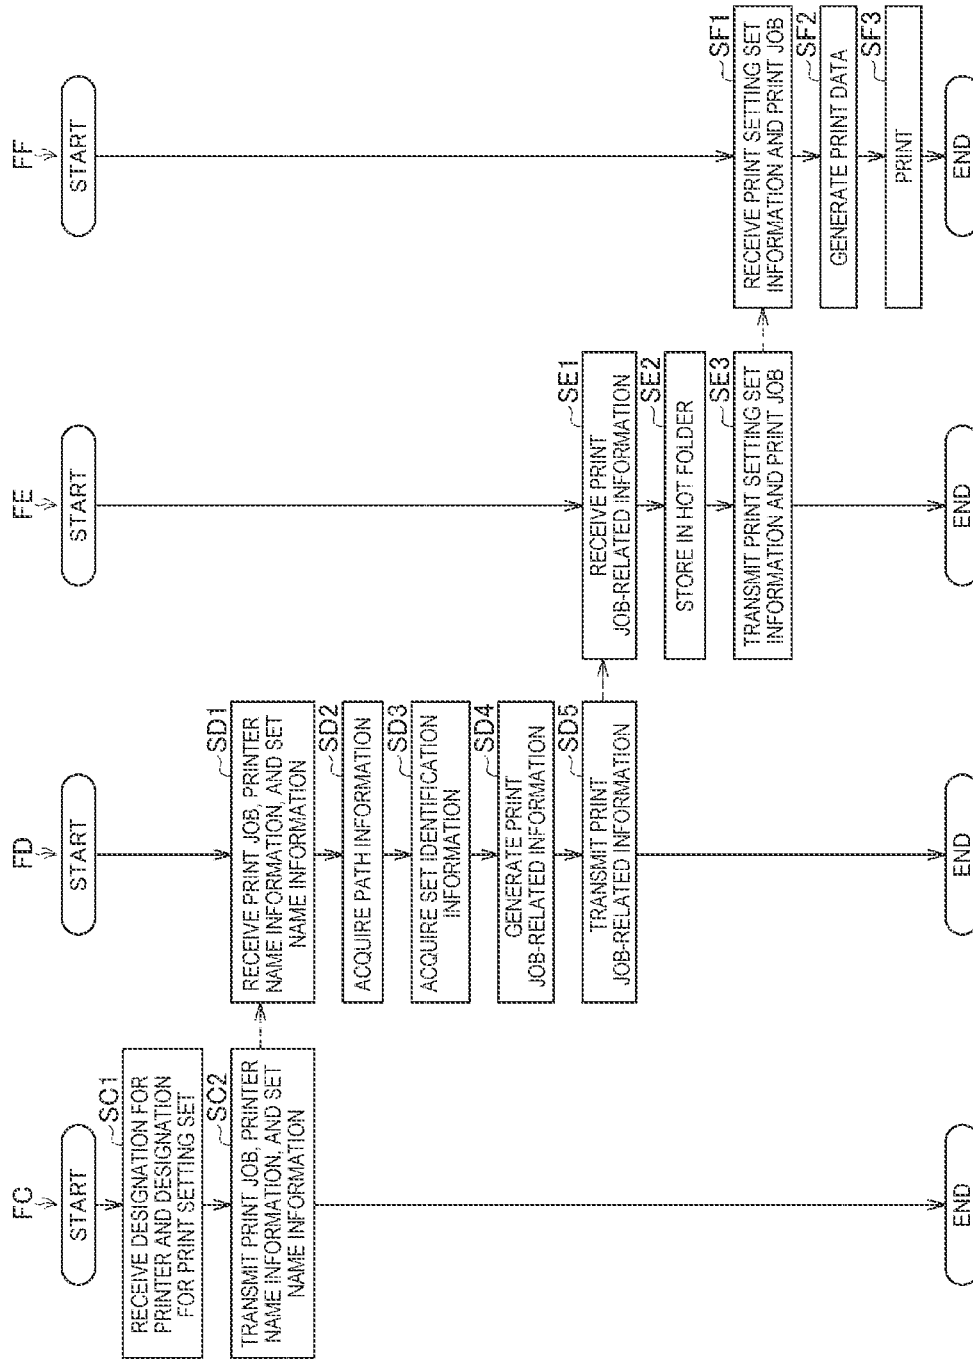 FC
START
SC1
RECEIVE DESIGNATION FOR
PRINTER AND DESIGNATION
FOR PRINT SETTING SET
SC2
TRANSMIT PRINT JOB, PRINTER
NAME INFORMATION, AND SET
NAME INFORMATION
END
FD
START
SD1
RECEIVE PRINT JOB, PRINTER
NAME INFORMATION, AND SET
NAME INFORMATION
SD2
ACQUIRE PATH INFORMATION
SD3
ACQUIRE SET IDENTIFICATION
INFORMATION
SD4
GENERATE PRINT
JOB-RELATED INFORMATION
SD5
TRANSMIT PRINT
JOB-RELATED INFORMATION
END
FE
START
SE1
RECEIVE PRINT
JOB-RELATED INFORMATION
SE2
STORE IN HOT FOLDER
SE3
TRANSMIT PRINT SETTING SET
INFORMATION AND PRINT JOB
END
FF
START
SF1
RECEIVE PRINT SETTING SET
INFORMATION AND PRINT JOB
SF2
GENERATE PRINT DATA
SF3
PRINT
END